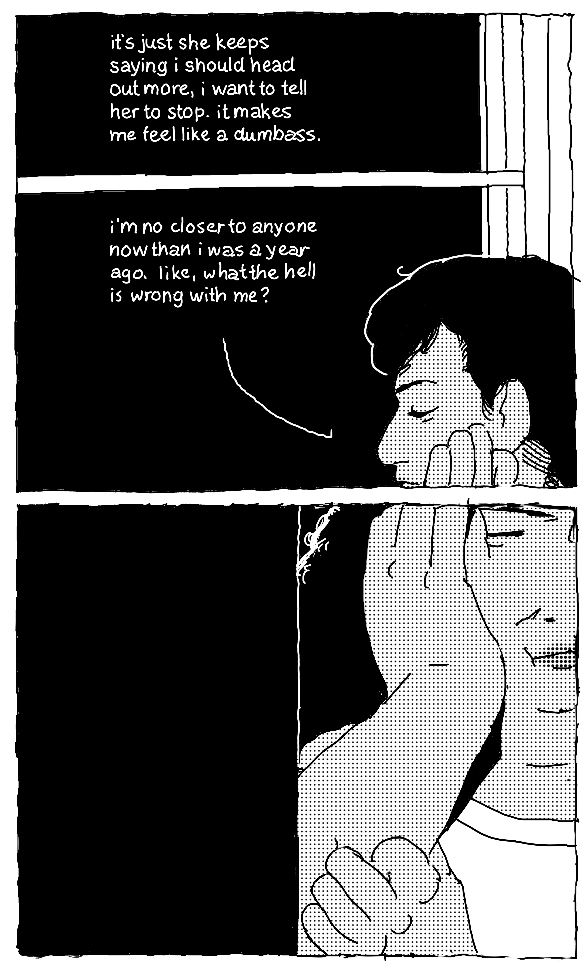 it's just she keeps
saying i should head
out more, i want to tell
her to stop. it makes
me feel like a dumbass.
i'm no closer to anyone
now than i was a year
ago. like, what the hell
is wrong with me?